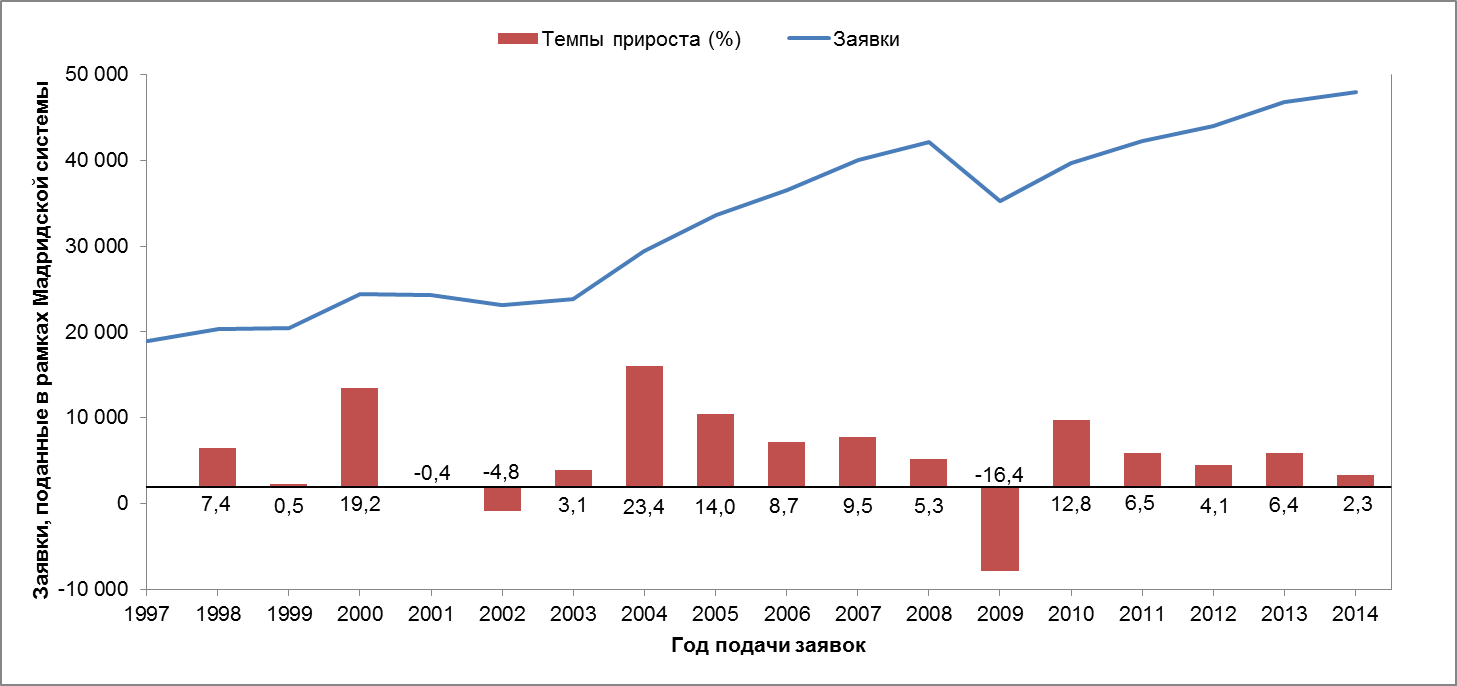 Темпы прироста (%) Заявки
Заявки, поданные в рамках Мадридской системы
50 000
40 000
30 000
20 000
10 000
0
-10 000
7,4 0,5 19,2 -0,4 -4,8 3,1 23,4 14,0 8,7 9,5 5,3 -16,4 12,8 6,5 4,1 6,4 2,3
1997 1998 1999 2000 2001 2002 2003 2004 2005 2006 2007 2008 2009 2010 2011 2012 2013 2014
Год подачи заявок